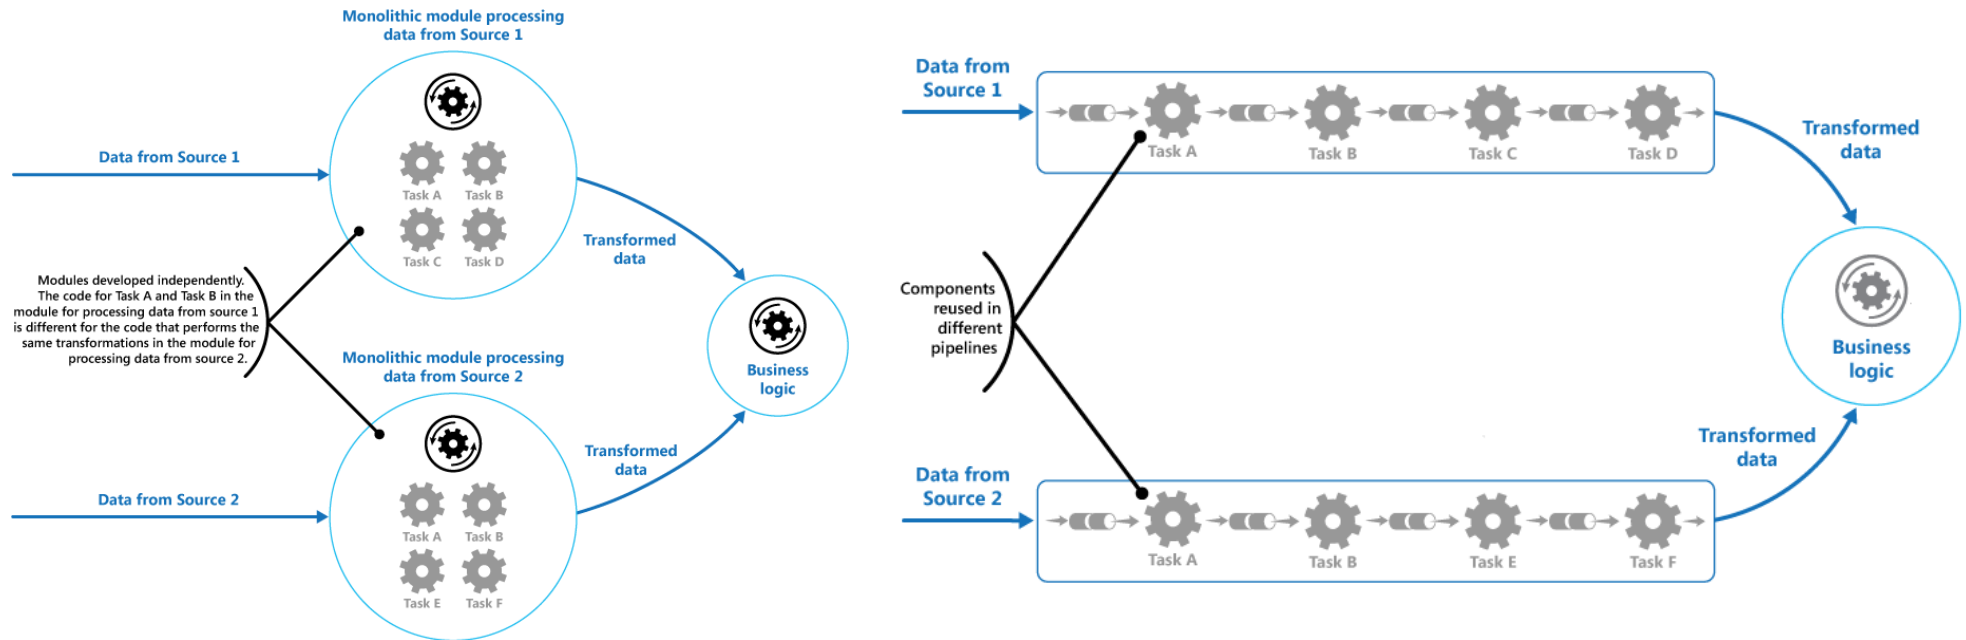 Monolithic module processing
data from Source 1
Data from Source 1
Task A
Task B
Task C
Task D
Transformed
data
Modules developed independently.
The code for Task A and Task B in the
module for processing data from source 1
is different for the code that performs the
same transformations in the module for
processing data from source 2.
Business
logic
Monolithic module processing
data from Source 2
Data from Source 2
Task A
Task B
Task E
Task F
Transformed
data
Data from
Source 1
Task A
Task B
Task C
Task D
Transformed
data
Components
reused in
different
pipelines
Business
logic
Data from
Source 2
Task A
Task B
Task E
Task F
Transformed
data